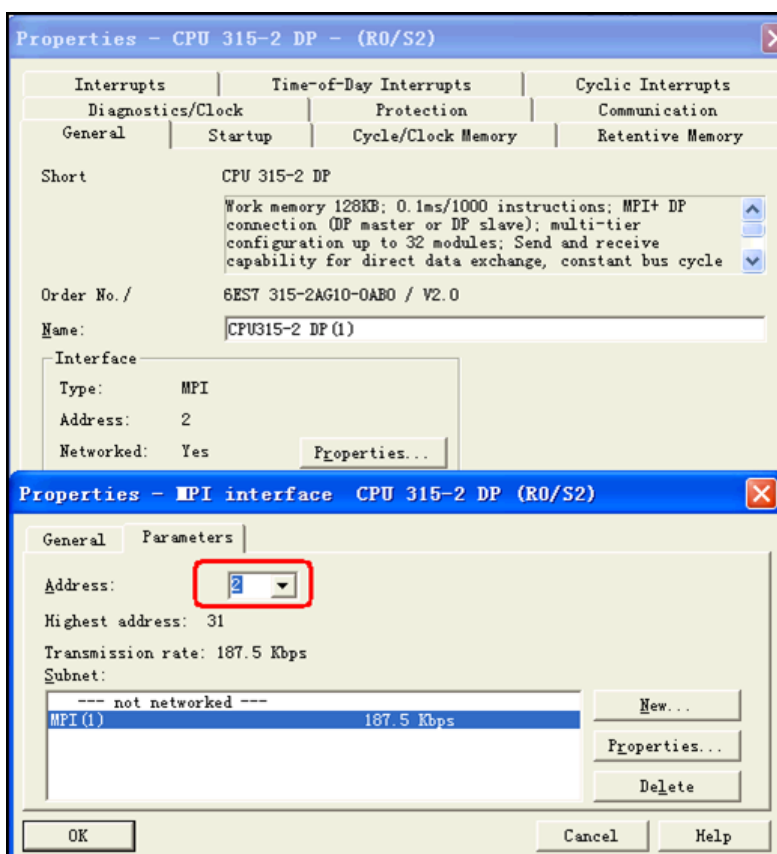 Properties - CPU 315-2 DP - (R0/S2)
Interrupts Time-of-Day Interrupts Cyclic Interrupts
Diagnostics/Clock Protection Communication
General Startup Cycle/Clock Memory Retentive Memory
Short CPU 315-2 DP
Work memory 128KB; 0.1ms/1000 instructions; MPI+ DP
connection (DP master or DP slave); multi-tier
configuration up to 32 modules; Send and receive
capability for direct data exchange, constant bus cycle
Order No./ 6ES7 315-2AG10-0AB0 / V2.0
Name: CPU315-2 DP(1)
Interface
Type: MPI
Address: 2
Networked: Yes Properties...
Properties - MPI interface CPU 315-2 DP (R0/S2)
General Parameters
Address: 2
Highest address: 31
Transmission rate: 187.5 Kbps
Subnet:
--- not networked ---
MPI(1) 187.5 Kbps
New...
Properties...
Delete
OK Cancel Help